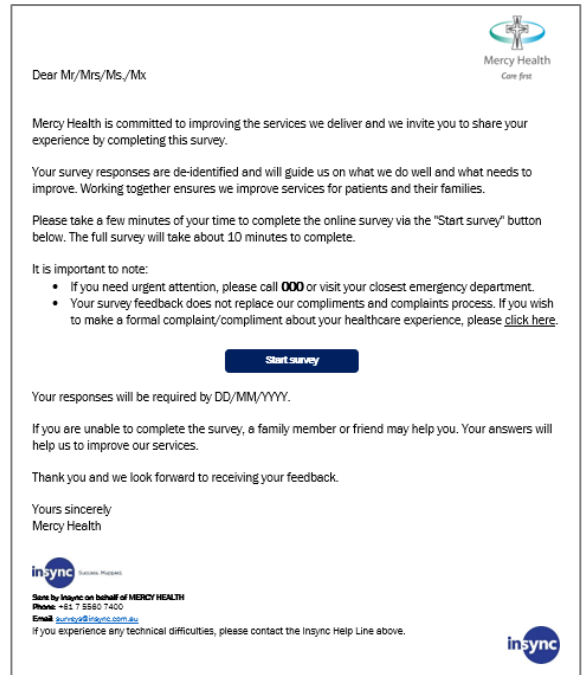 Mercy Health
Care first
Dear Mr/Mrs/Ms./Mx
Mercy Health is committed to improving the services we deliver and we invite you to share your
experience by completing this survey.
Your survey responses are de-identified and will guide us on what we do well and what needs to
improve. Working together ensures we improve services for patients and their families.
Please take a few minutes of your time to complete the online survey via the "Start survey" button
below. The full survey will take about 10 minutes to complete.
It is important to note:
• If you need urgent attention, please call 000 or visit your closest emergency department.
• Your survey feedback does not replace our compliments and complaints process. If you wish
to make a formal complaint/compliment about your healthcare experience, please click here.
Start survey
Your responses will be required by DD/MM/YYYY.
If you are unable to complete the survey, a family member or friend may help you. Your answers will
help us to improve our services.
Thank you and we look forward to receiving your feedback.
Yours sincerely
Mercy Health
insync Success. Mapped.
Sent by Insync on behalf of MERCY HEALTH
Phone: +61 7 5560 7400
Email: surveys@insync.com.au
If you experience any technical difficulties, please contact the Insync Help Line above.
insync